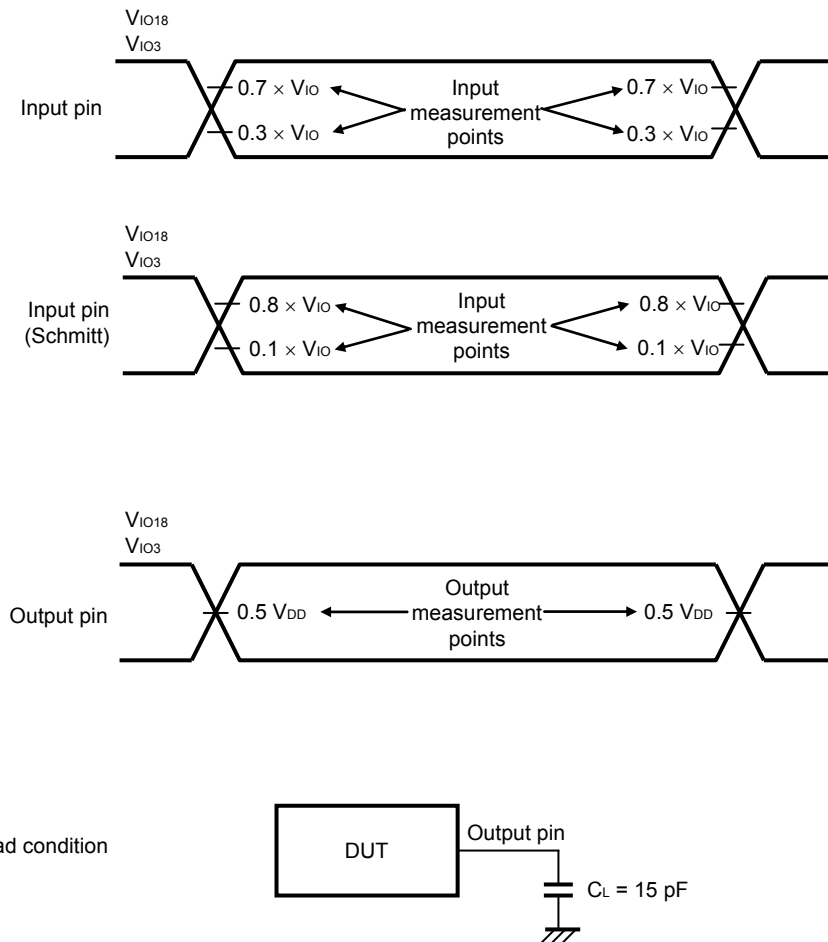 VIO18
VIO3
Input pin
0.7 × VIO
0.3 × VIO
Input
measurement
points
0.7 × VIO
0.3 × VIO
VIO18
VIO3
Input pin
(Schmitt)
0.8 × VIO
0.1 × VIO
Input
measurement
points
0.8 × VIO
0.1 × VIO
VIO18
VIO3
Output pin
0.5 VDD
Output
measurement
points
0.5 VDD
ad condition
DUT
Output pin
CL = 15 pF